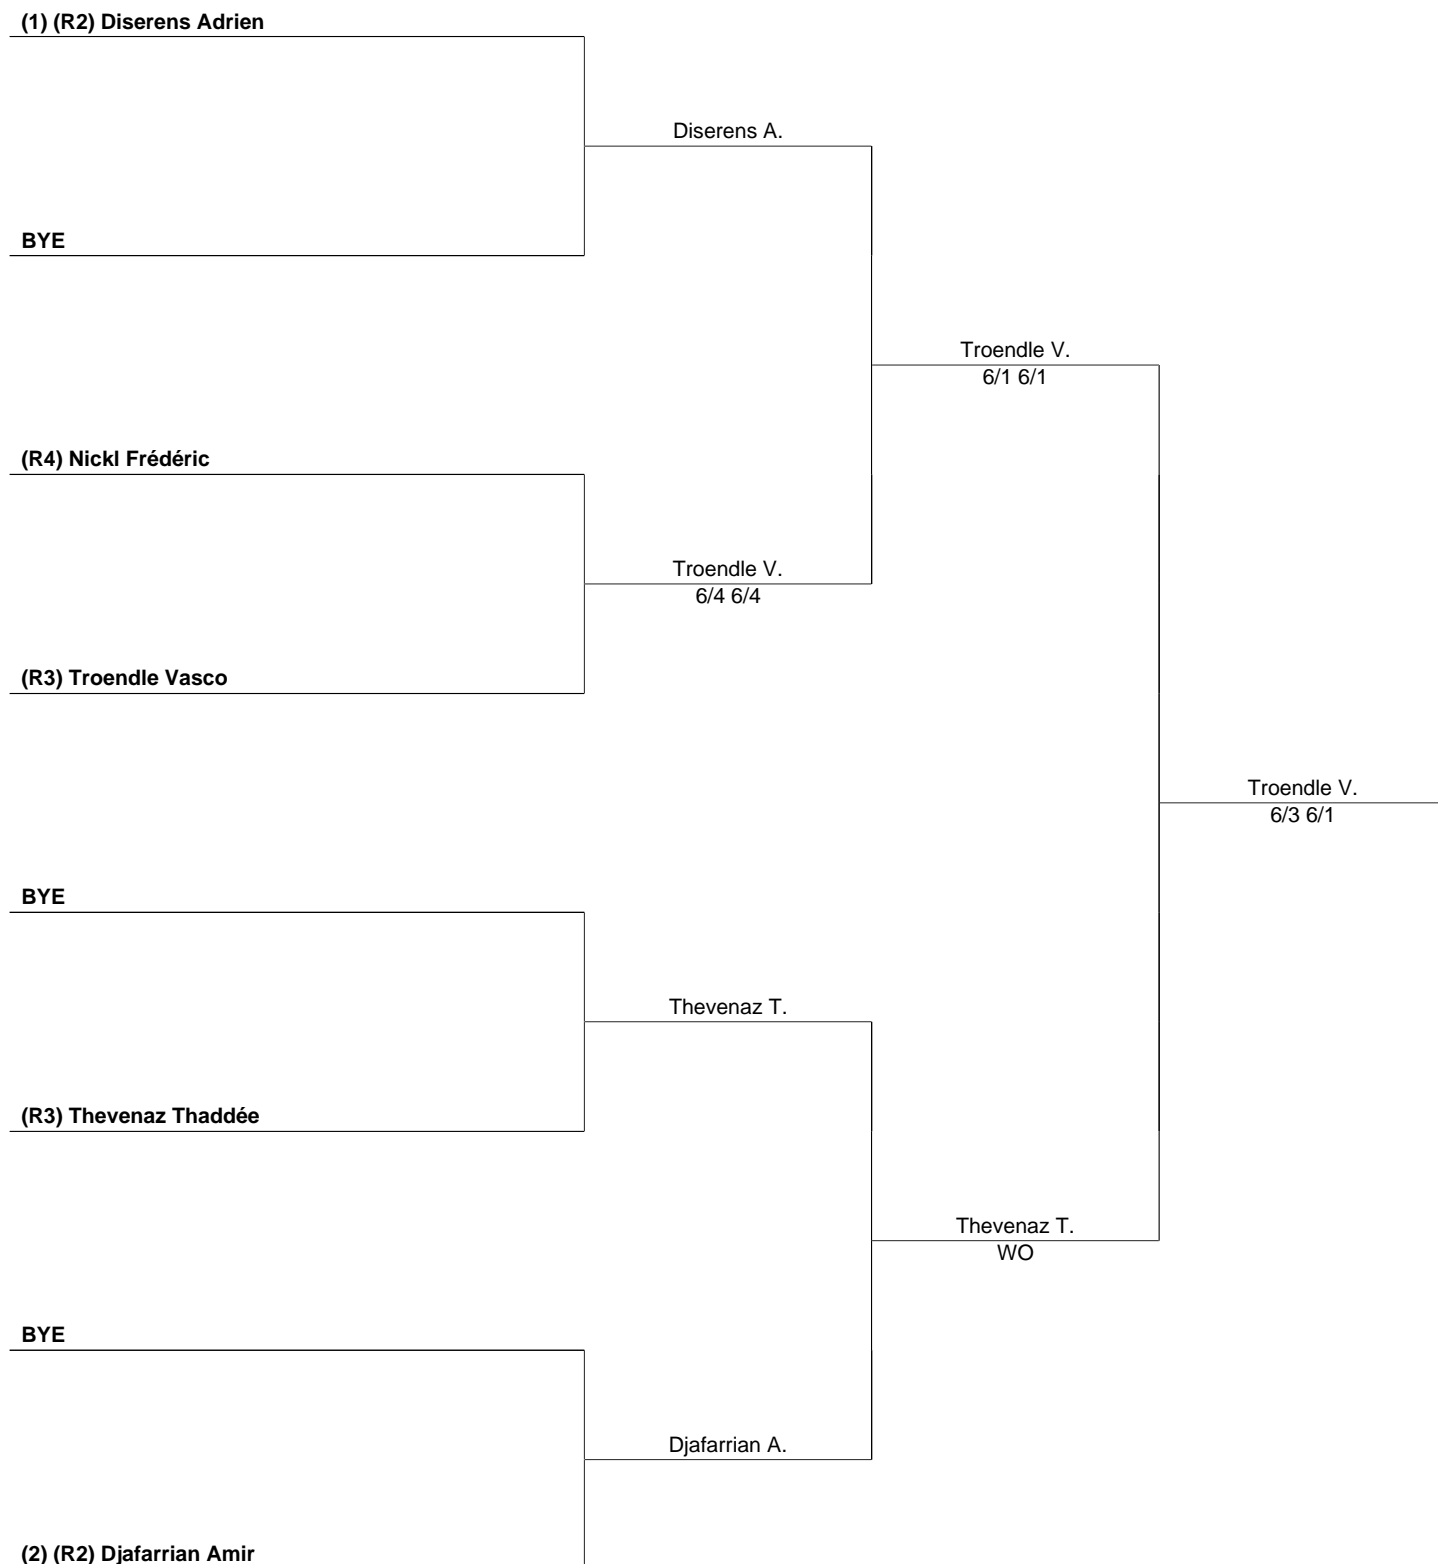 (1) (R2) Diserens Adrien
Diserens A.
BYE
Troendle V.
6/1 6/1
(R4) Nickl Frédéric
Troendle V.
6/4 6/4
(R3) Troendle Vasco
Troendle V.
6/3 6/1
BYE
Thevenaz T.
(R3) Thevenaz Thaddée
Thevenaz T.
WO
BYE
Djafarrian A.
(2) (R2) Djafarrian Amir